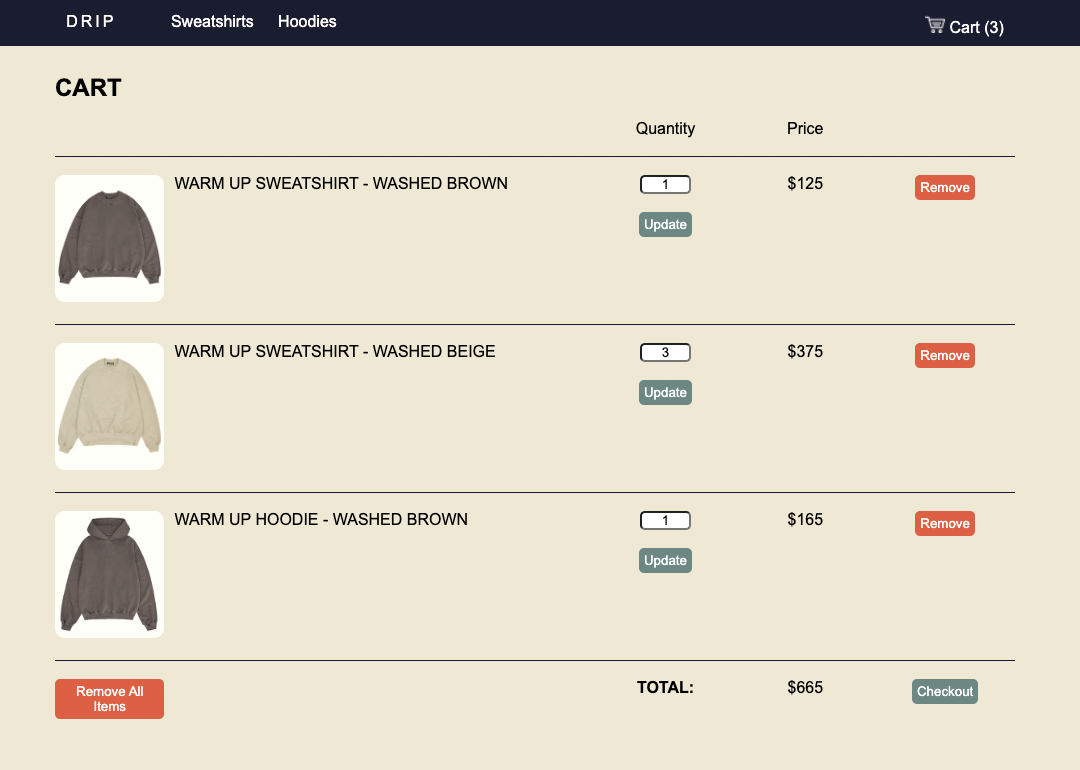 DRIP Sweatshirts Hoodies Cart (3)
CART
Quantity Price
WARM UP SWEATSHIRT - WASHED BROWN 1 $125 Remove
Update
WARM UP SWEATSHIRT - WASHED BEIGE 3 $375 Remove
Update
WARM UP HOODIE - WASHED BROWN 1 $165 Remove
Update
Remove All
Items
TOTAL: $665 Checkout